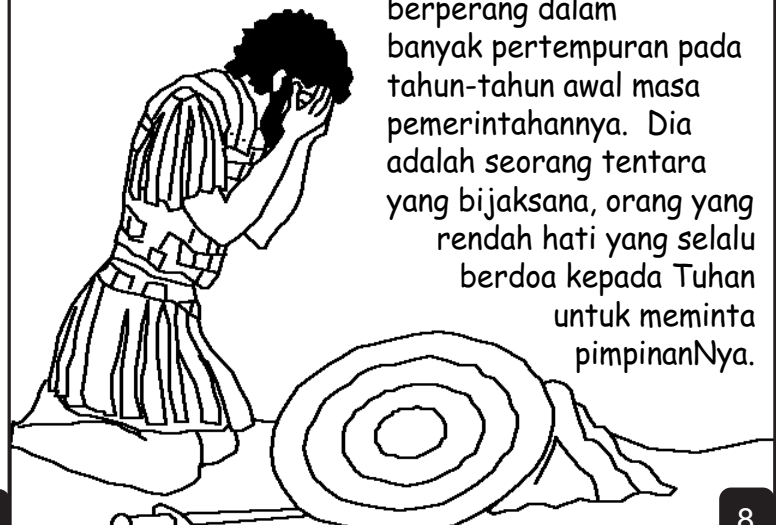 berperang dalam
banyak pertempuran pada
tahun-tahun awal masa
pemerintahannya. Dia
adalah seorang tentara
yang bijaksana, orang yang
rendah hati yang selalu
berdoa kepada Tuhan
untuk meminta
pimpinanNya.
8